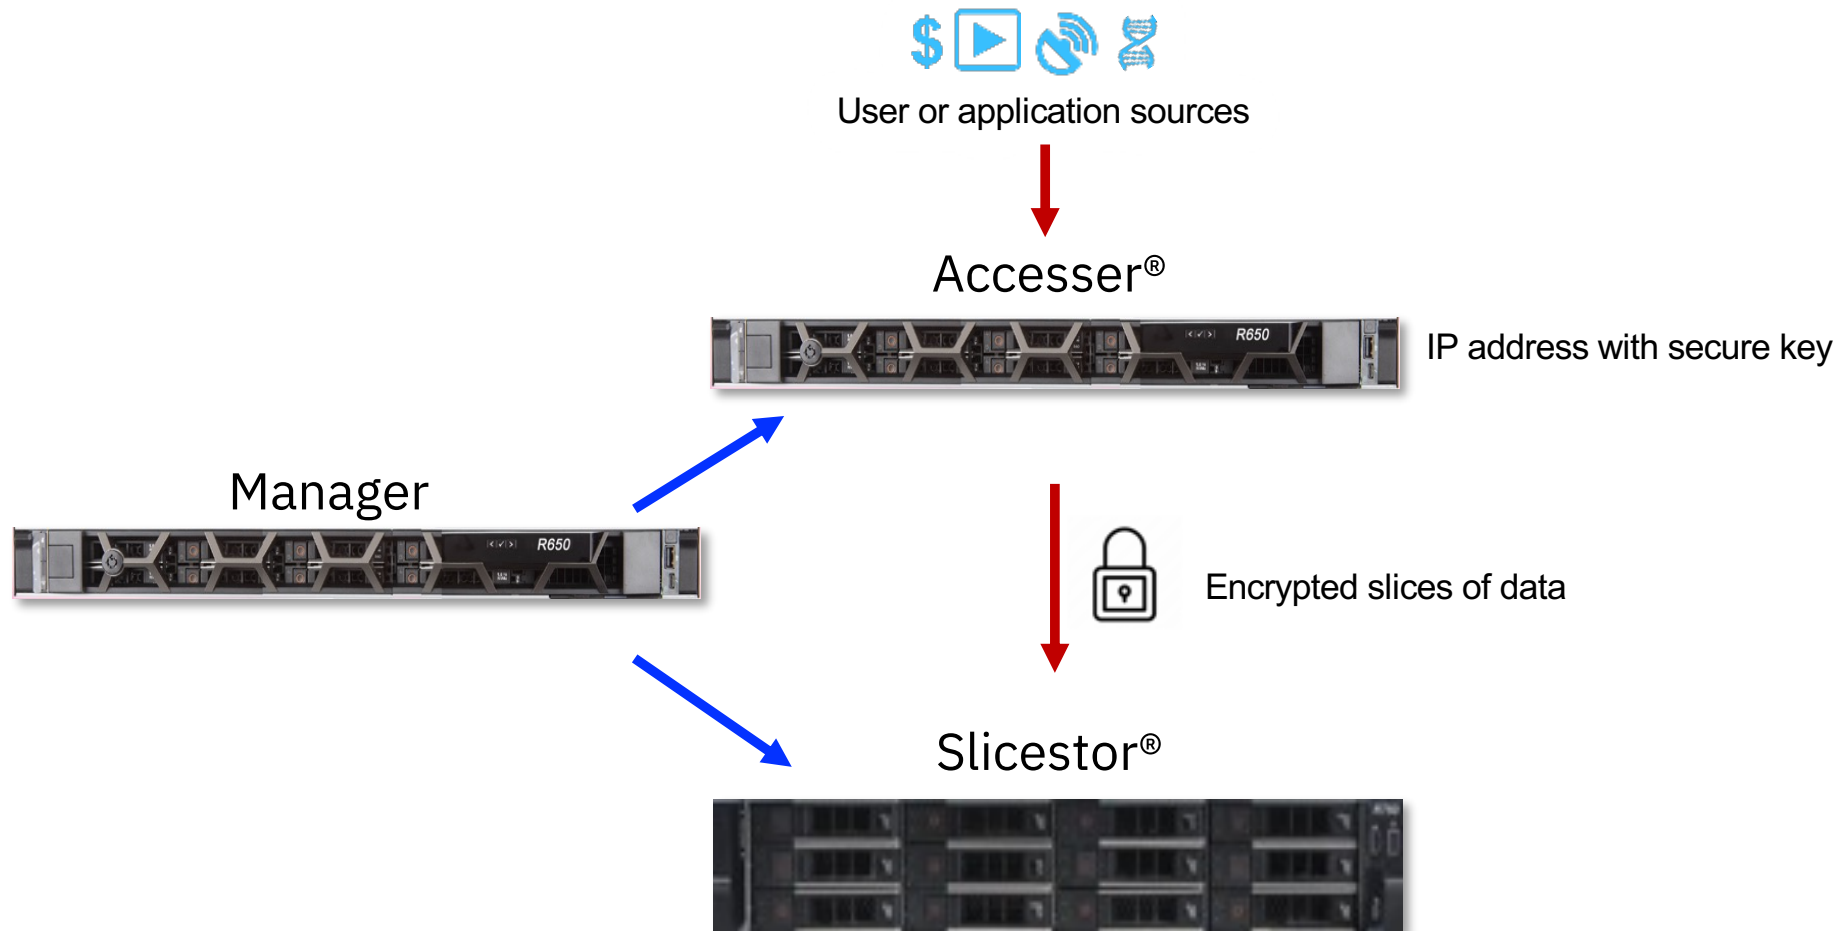 $
User or application sources
Accesser®
R650
IP address with secure key
Manager
R650
Encrypted slices of data
Slicestor®